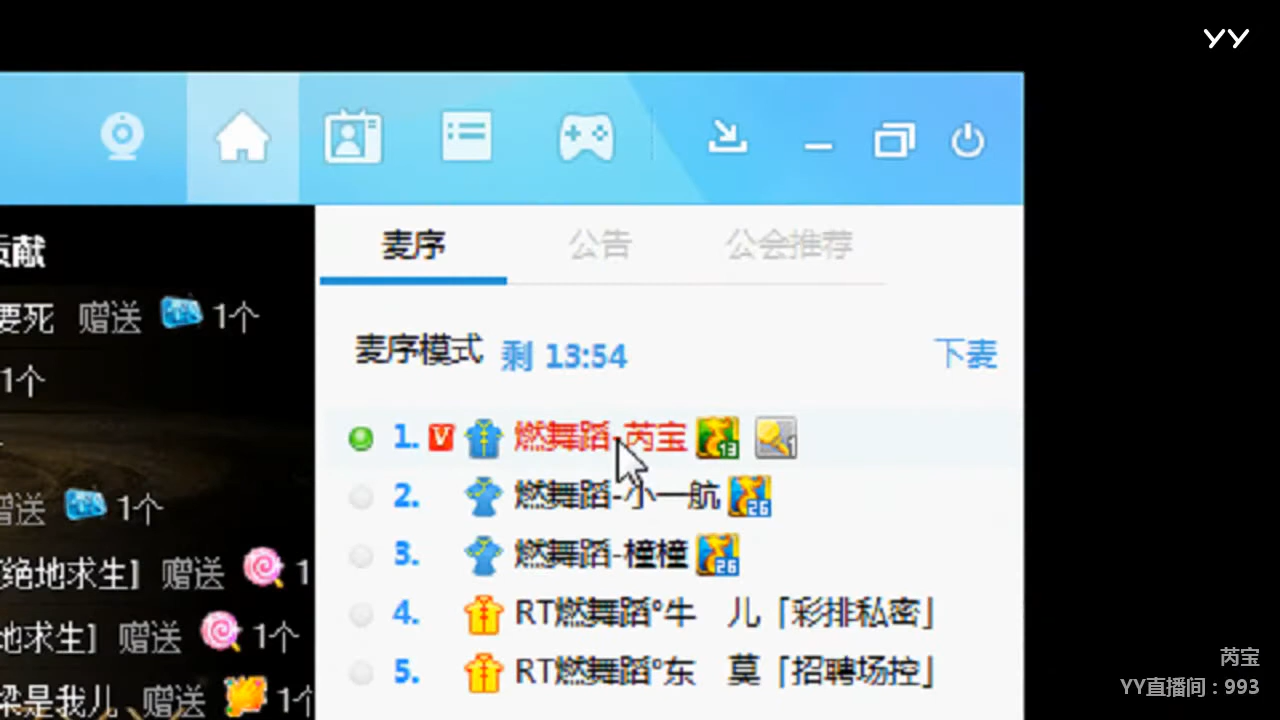 YY
麦序 公告 公会推荐
贡献
麦序模式 剩 13:54 下麦
要死 赠送 1个
1个
1. V 燃舞蹈-芮宝 13 1
2. 燃舞蹈-小一航 26
赠送 1个
3. 燃舞蹈-橦橦 26
[绝地求生] 赠送 1
4. RT燃舞蹈°牛 儿「彩排私密」
地求生] 赠送 1个
5. RT燃舞蹈°东 莫「招聘场控」
梁是我儿 赠送 1个
芮宝
YY直播间：993